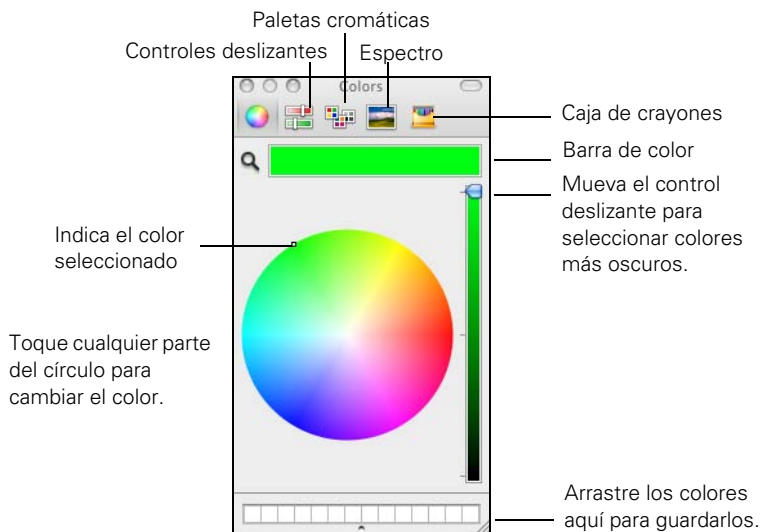 Paletas cromáticas
Controles deslizantes
Espectro
Colors
Caja de crayones
Barra de color
Mueva el control
deslizante para
seleccionar colores
más oscuros.
Indica el color
seleccionado
Toque cualquier parte
del círculo para
cambiar el color.
Arrastre los colores
aquí para guardarlos.